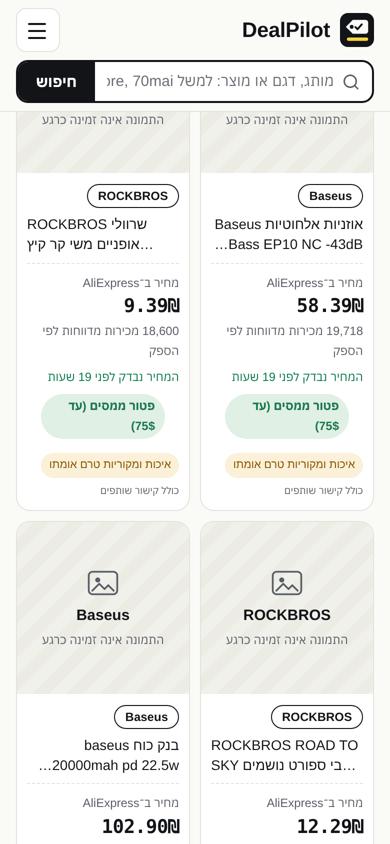 DealPilot
מותג, דגם או מוצר: למשל ore, 70mai
חיפוש
התמונה אינה זמינה כרגע
Baseus
אוזניות אלחוטיות Baseus
Bass EP10 NC -43dB…
מחיר ב־AliExpress
58.39₪
19,718 מכירות מדווחות לפי
הספק
המחיר נבדק לפני 19 שעות
פטור ממסים (עד
75$)
איכות ומקוריות טרם אומתו
כולל קישור שותפים
התמונה אינה זמינה כרגע
ROCKBROS
שרוולי ROCKBROS
אופניים משי קר קיץ…
מחיר ב־AliExpress
9.39₪
18,600 מכירות מדווחות לפי
הספק
המחיר נבדק לפני 19 שעות
פטור ממסים (עד
75$)
איכות ומקוריות טרם אומתו
כולל קישור שותפים
ROCKBROS
התמונה אינה זמינה כרגע
ROCKBROS
ROCKBROS ROAD TO
SKY בי ספורט נושמים…
מחיר ב־AliExpress
12.29₪
Baseus
התמונה אינה זמינה כרגע
Baseus
בנק כוח baseus
20000mah pd 22.5w…
מחיר ב־AliExpress
102.90₪